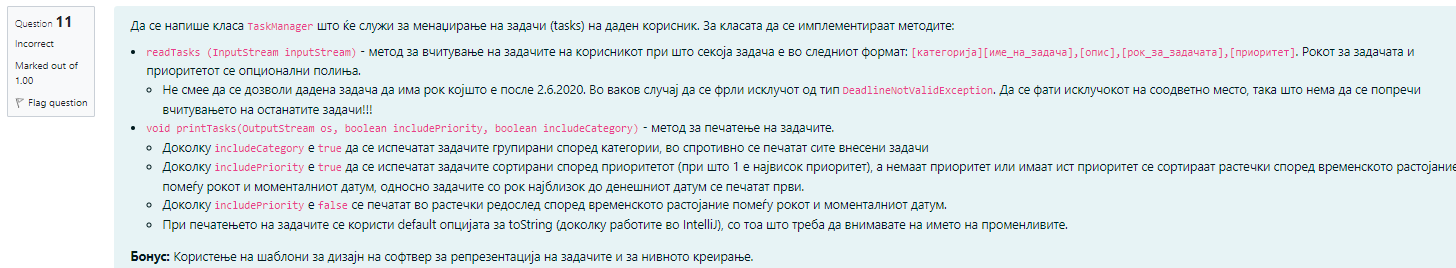 Question 11
Incorrect
Marked out of
1.00
Flag question
Да се напише класа TaskManager што ќе служи за менаџирање на задачи (tasks) на даден корисник. За класата да се имплементираат методите:
readTasks (InputStream inputStream) - метод за вчитување на задачите на корисникот при што секоја задача е во следниот формат: [категорија][име_на_задача],[опис],[рок_за_задачата],[приоритет]. Рокот за задачата и
приоритетот се опционални полиња.
Не смее да се дозволи дадена задача да има рок којшто е после 2.6.2020. Во ваков случај да се фрли исклучот од тип DeadlineNotValidException. Да се фати исклучокот на соодветно место, така што нема да се попречи
вчитувањето на останатите задачи!!!
void printTasks(OutputStream os, boolean includePriority, boolean includeCategory) - метод за печатење на задачите.
Доколку includeCategory е true да се испечатат задачите групирани според категории, во спротивно се печатат сите внесени задачи
Доколку includePriority е true да се испечатат задачите сортирани според приоритетот (при што 1 е највисок приоритет), а немаат приоритет или имаат ист приоритет се сортираат растечки според временското растојание
помеѓу рокот и моменталниот датум, односно задачите со рок најблизок до денешниот датум се печатат први.
Доколку includePriority е false се печатат во растечки редослед според временското растојание помеѓу рокот и моменталниот датум.
При печатењето на задачите се користи default опцијата за toString (доколку работите во IntelliJ), со тоа што треба да внимавате на името на променливите.
Бонус: Користење на шаблони за дизајн на софтвер за репрезентација на задачите и за нивното креирање.